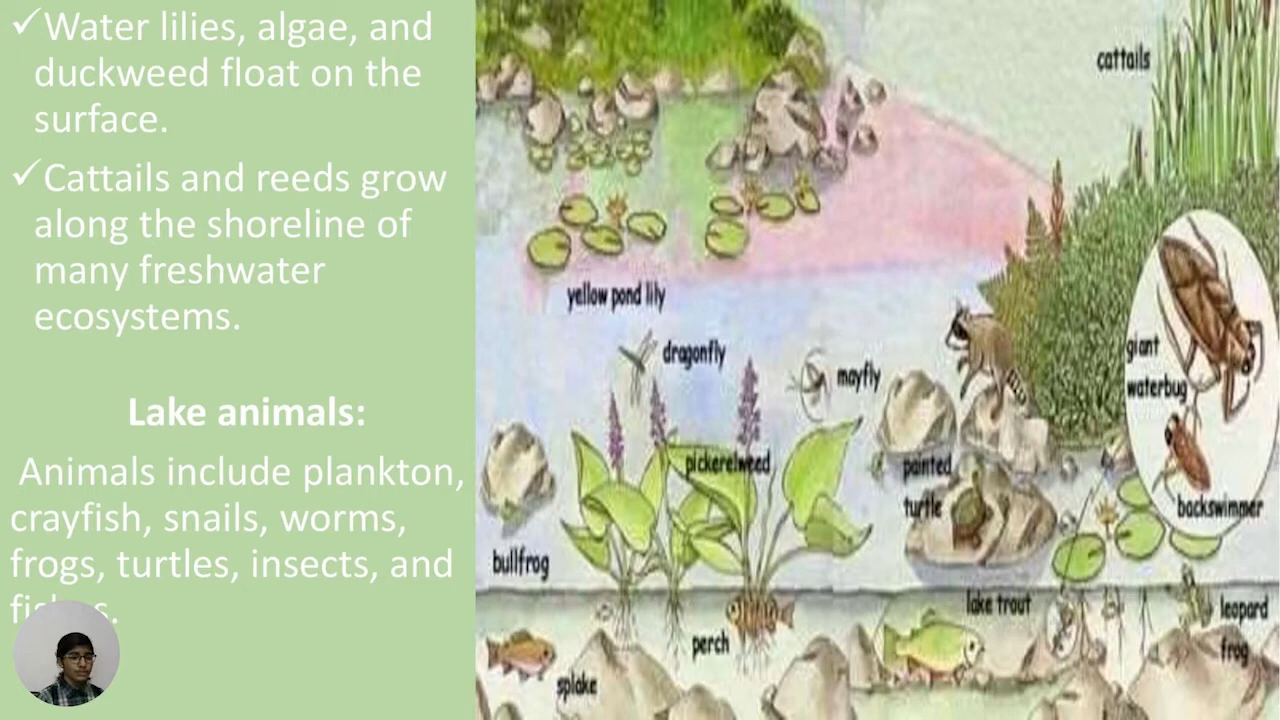 ✓Water lilies, algae, and
duckweed float on the
surface.
✓Cattails and reeds grow
along the shoreline of
many freshwater
ecosystems.
Lake animals:
Animals include plankton,
crayfish, snails, worms,
frogs, turtles, insects, and
cattails
yellow pond lily
dragonfly
mayfly
giant
waterbug
pickerelweed
painted
turtle
backswimmer
bullfrog
lake trout
leopard
frog
perch
splake